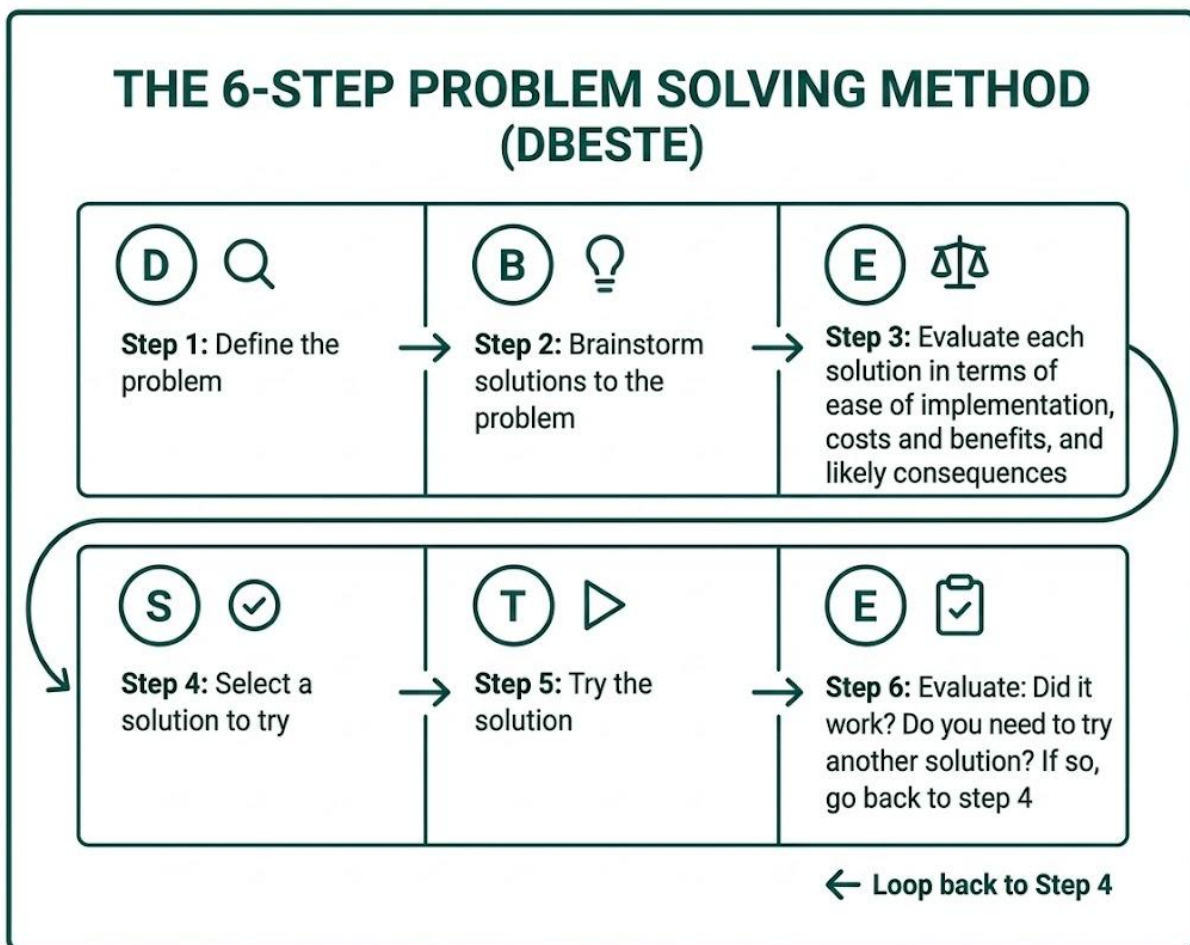 THE 6-STEP PROBLEM SOLVING METHOD
(DBESTE)
D
Step 1: Define the
problem
B
Step 2: Brainstorm
solutions to the
problem
E
Step 3: Evaluate each
solution in terms of
ease of implementation,
costs and benefits, and
likely consequences
S
Step 4: Select a
solution to try
T
Step 5: Try the
solution
E
Step 6: Evaluate: Did it
work? Do you need to try
another solution? If so,
go back to step 4
Loop back to Step 4